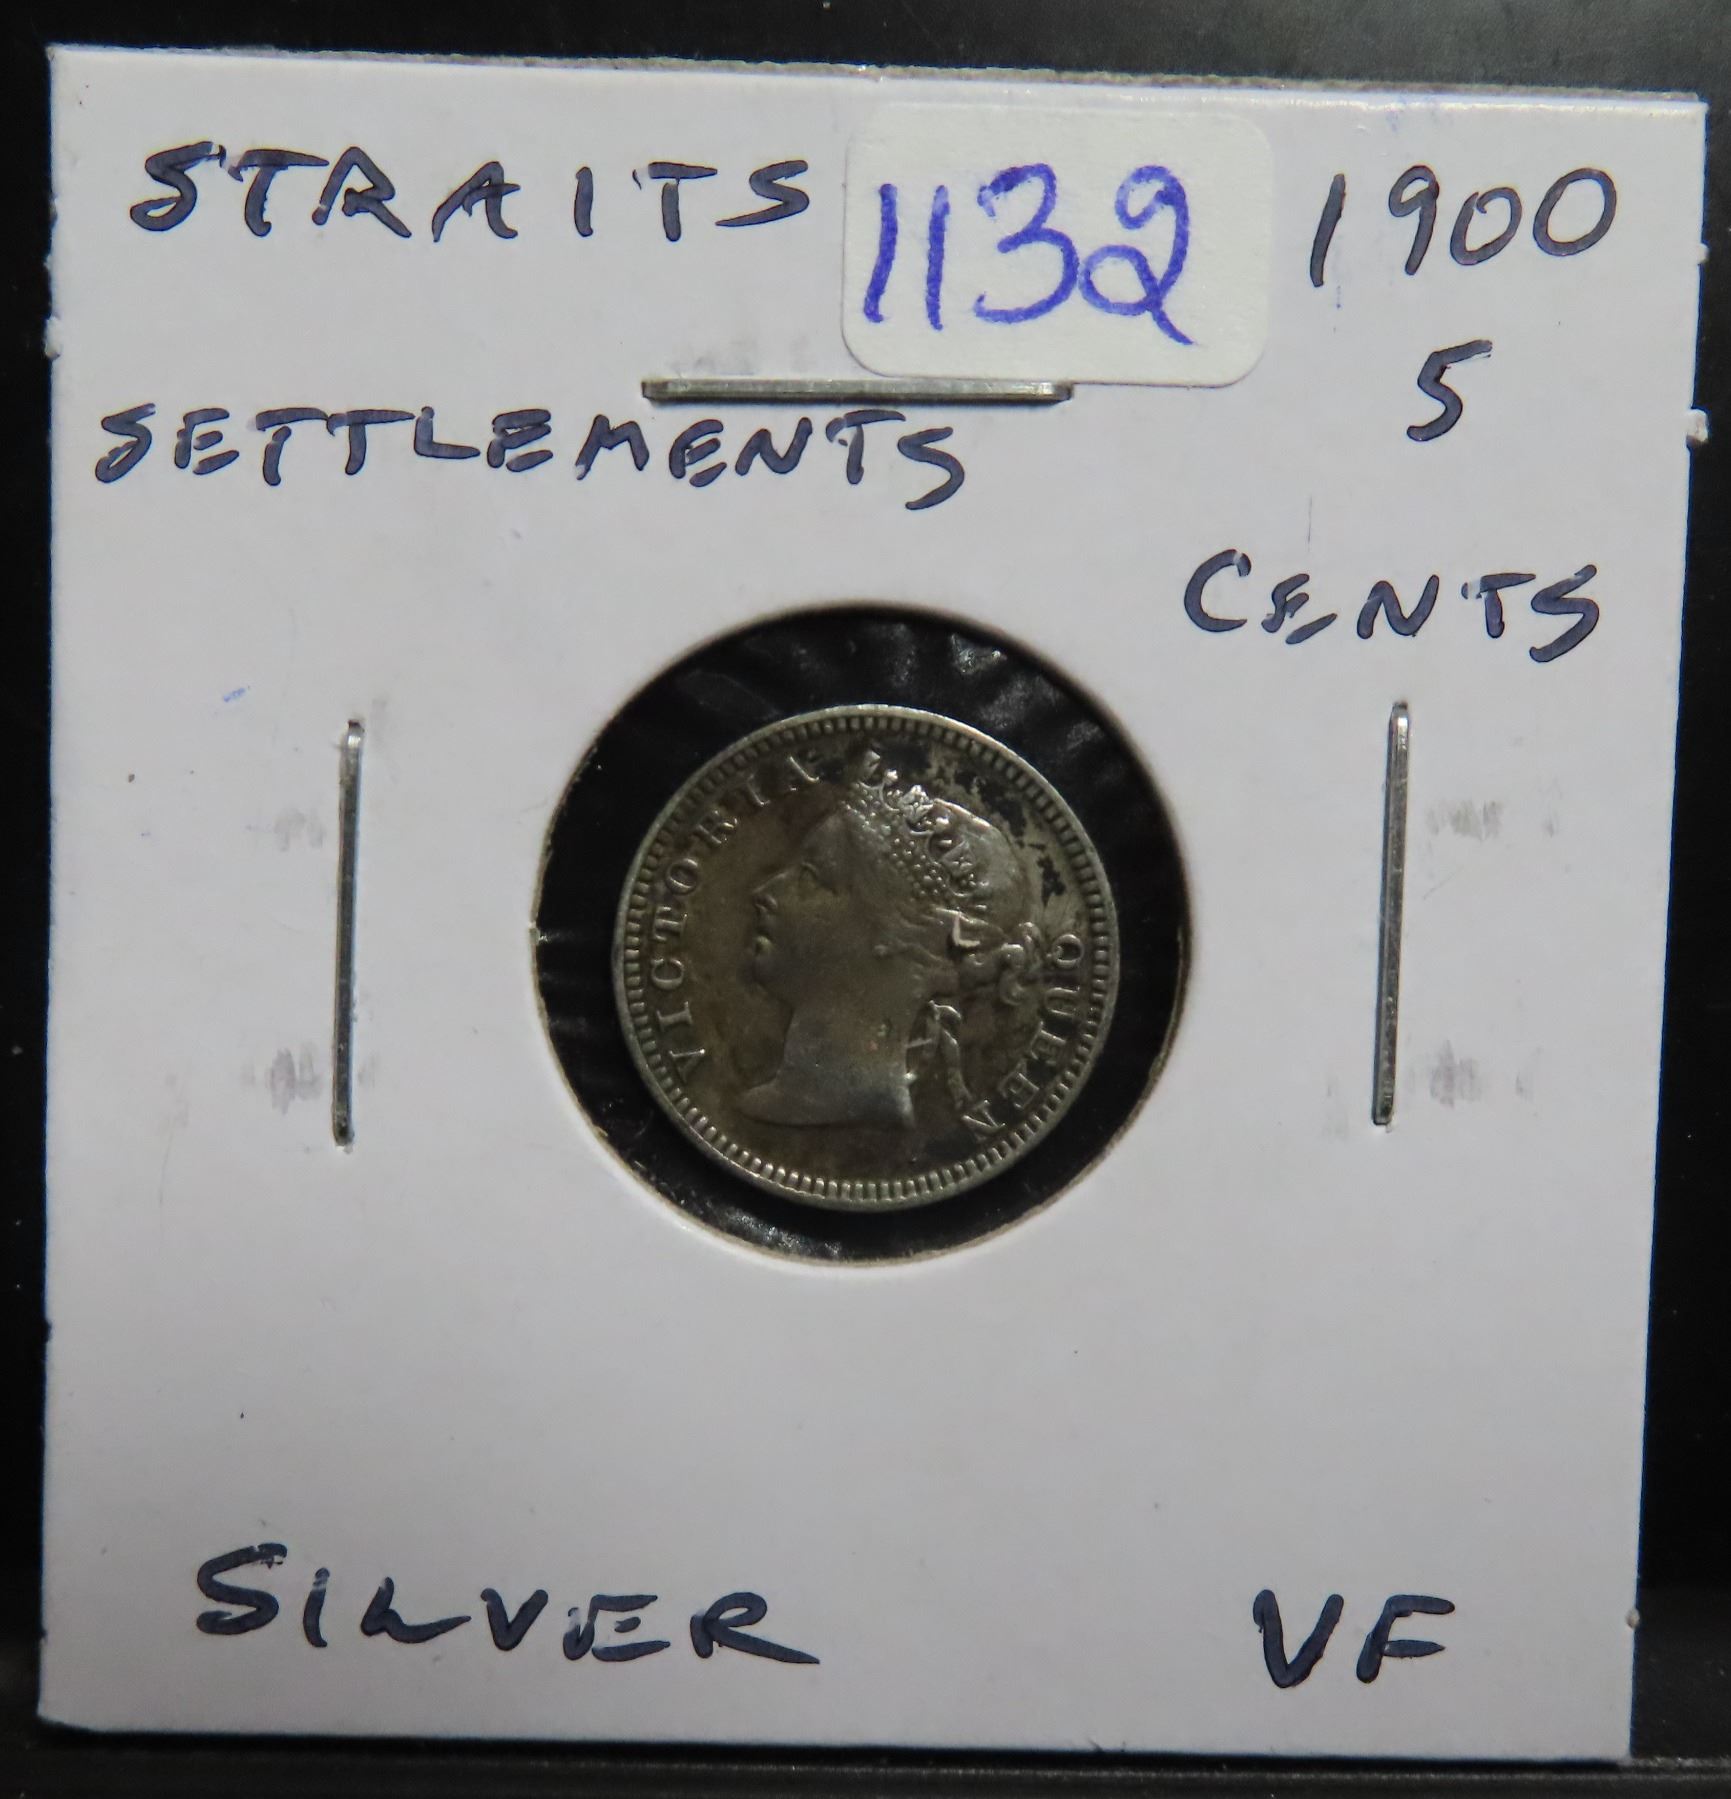 STRAITS 1132 1900
SETTLEMENTS 5
CENTS
VICTORIA QUEEN
SILVER VF